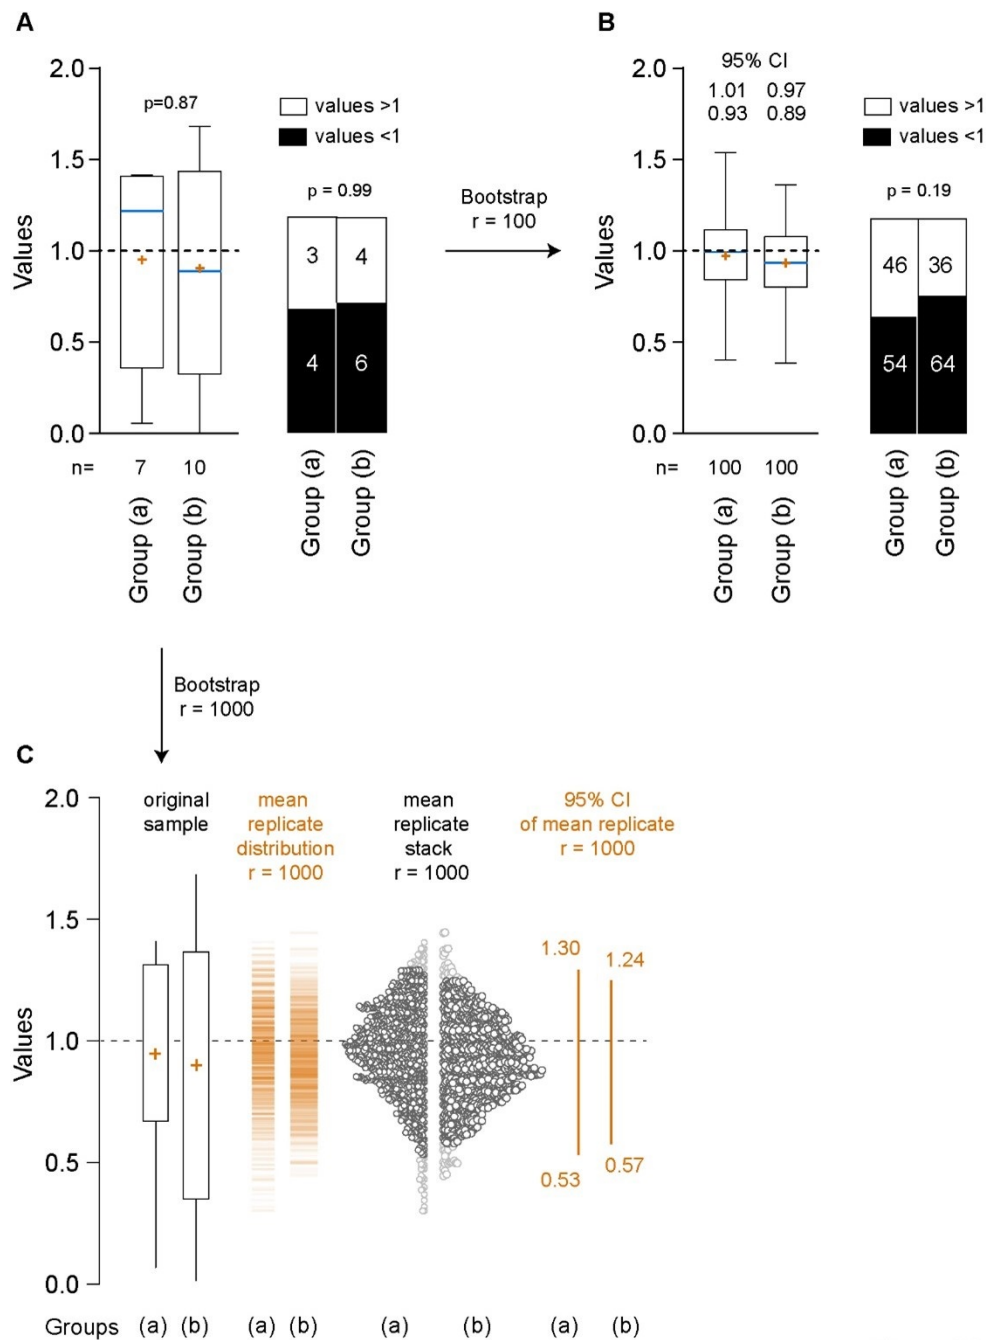 A
2.0
1.5
1.0
0.5
0.0
Values
p=0.87
values >1
values <1
p = 0.99
3 4
4 6
n= 7 10
Group (a)
Group (b)
Group (a)
Group (b)
Bootstrap
r = 100
B
2.0
1.5
1.0
0.5
0.0
Values
95% CI
1.01 0.97
0.93 0.89
values >1
values <1
p = 0.19
46 36
54 64
n= 100 100
Group (a)
Group (b)
Group (a)
Group (b)
Bootstrap
r = 1000
C
2.0
1.5
1.0
0.5
0.0
Values
original
sample
mean
replicate
distribution
r = 1000
mean
replicate
stack
r = 1000
95% CI
of mean replicate
r = 1000
1.30
1.24
0.53
0.57
Groups (a) (b) (a) (b) (a) (b) (a) (b)